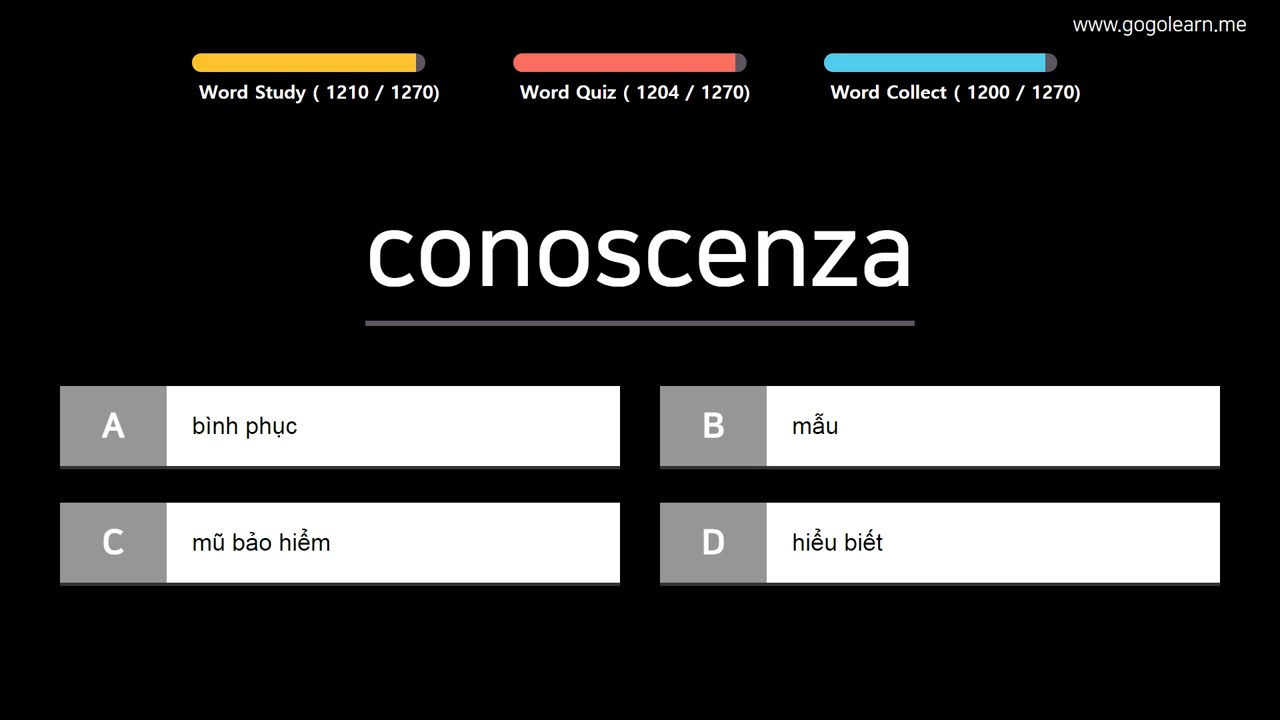 www.gogolearn.me
Word Study ( 1210 / 1270)
Word Quiz ( 1204 / 1270)
Word Collect ( 1200 / 1270)
conoscenza
A
bình phục
B
mẫu
C
mũ bảo hiểm
D
hiểu biết